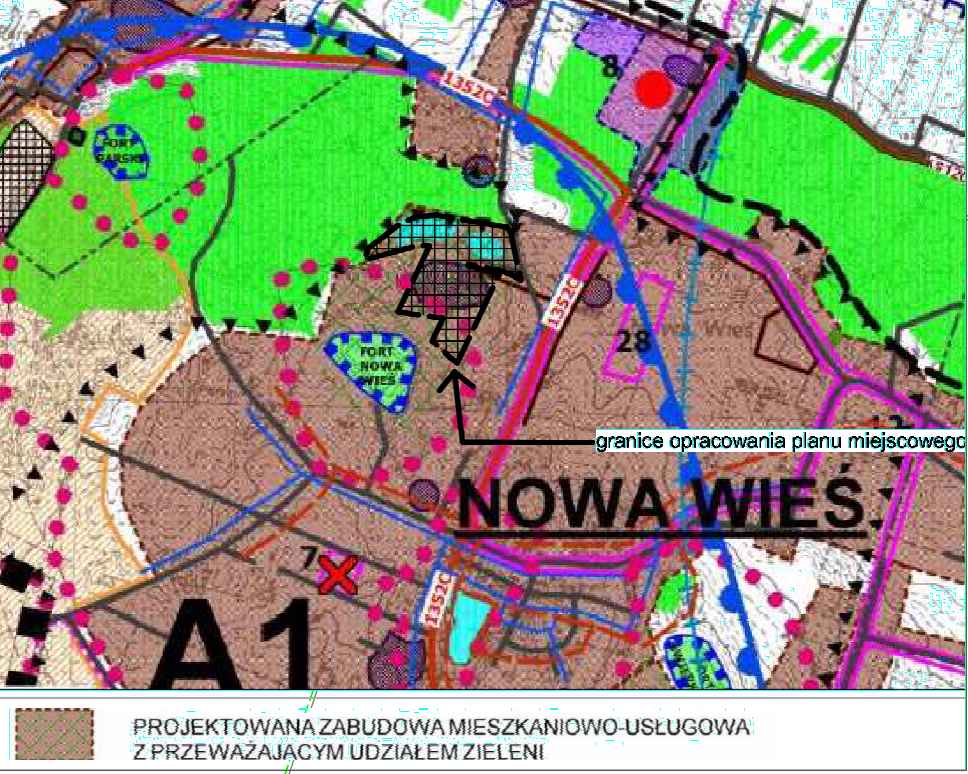 1352C
8
FORT
GARSKI
1352C
28
FORT
NOWA
WIEŚ
granice opracowania planu miejscowego
NOWA WIEŚ
7
1352C
A1
PROJEKTOWANA ZABUDOWA MIESZKANIOWO-USŁUGOWA
Z PRZEWAŻAJĄCYM UDZIAŁEM ZIELENI